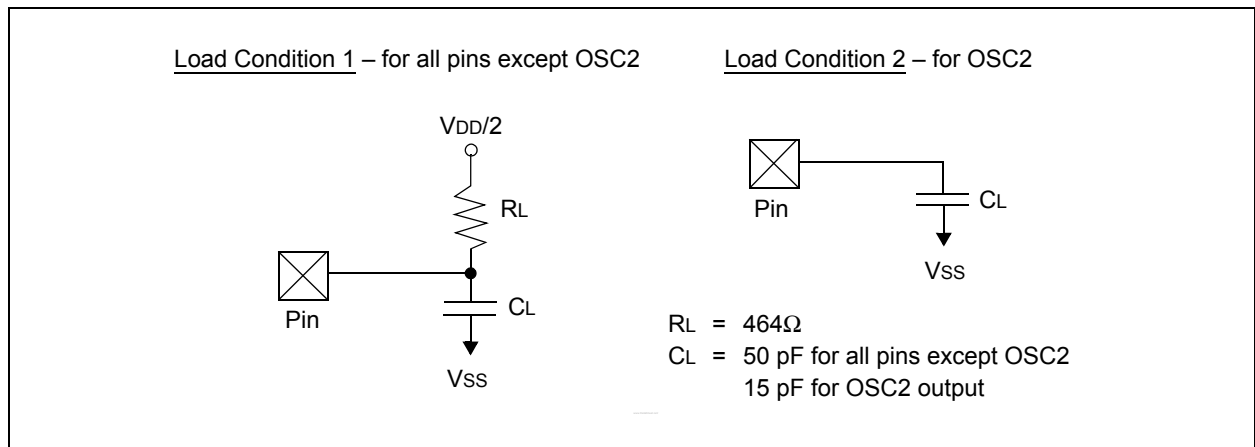 Load Condition 1 – for all pins except OSC2
Load Condition 2 – for OSC2
VDD/2
RL
Pin
CL
VSS
Pin
CL
VSS
RL = 464Ω
CL = 50 pF for all pins except OSC2
15 pF for OSC2 output